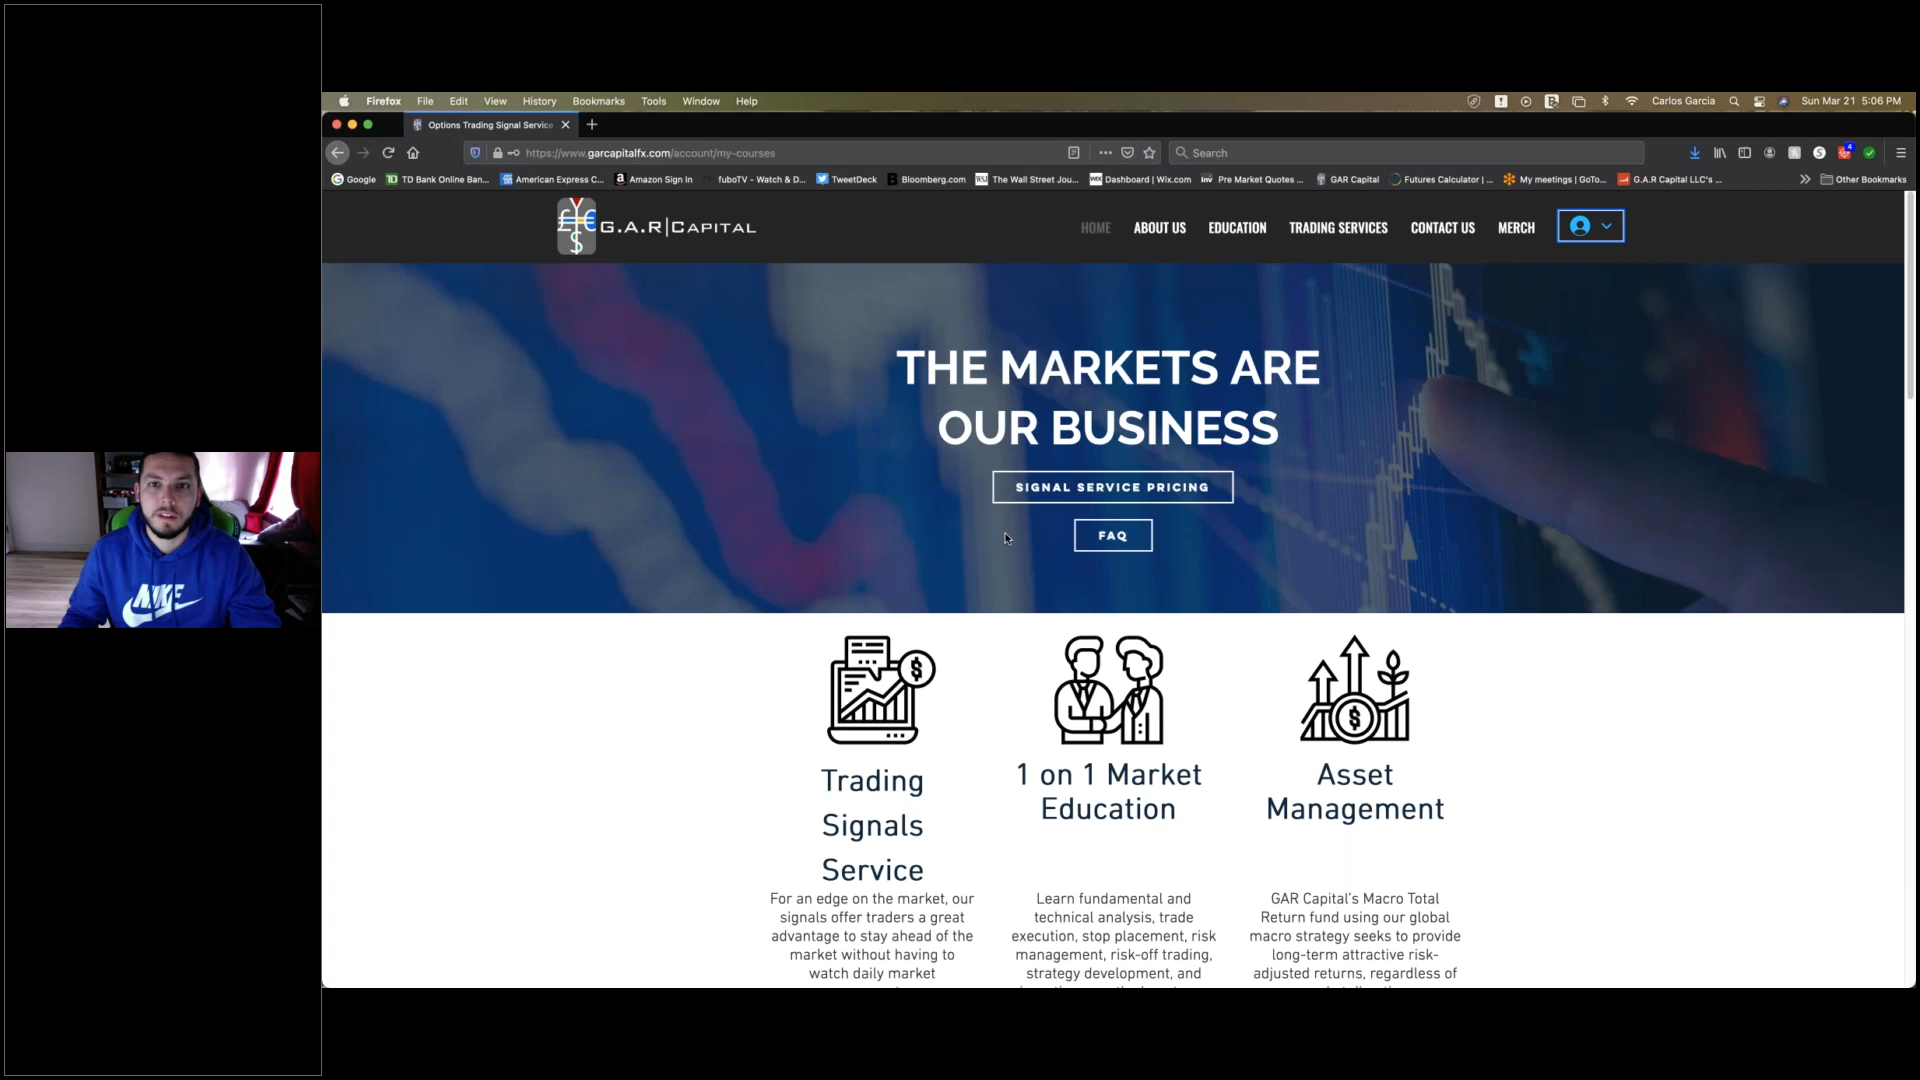 Firefox File Edit View History Bookmarks Tools Window Help Carlos Garcia Sun Mar 21 5:06 PM
Options Trading Signal Service
https://www.garcapitalfx.com/account/my-courses Search 4
Google TD Bank Online Ban... American Express C... Amazon Sign In fuboTV - Watch & D... TweetDeck Bloomberg.com The Wall Street Jou... Dashboard | Wix.com Pre Market Quotes ... GAR Capital Futures Calculator | ... My meetings | GoTo... G.A.R Capital LLC's ... Other Bookmarks
G.A.R|CAPITAL HOME ABOUT US EDUCATION TRADING SERVICES CONTACT US MERCH
THE MARKETS ARE
OUR BUSINESS
SIGNAL SERVICE PRICING
FAQ
NIKE
Trading
Signals
Service
For an edge on the market, our
signals offer traders a great
advantage to stay ahead of the
market without having to
watch daily market
1 on 1 Market
Education
Learn fundamental and
technical analysis, trade
execution, stop placement, risk
management, risk-off trading,
strategy development, and
Asset
Management
GAR Capital's Macro Total
Return fund using our global
macro strategy seeks to provide
long-term attractive risk-
adjusted returns, regardless of